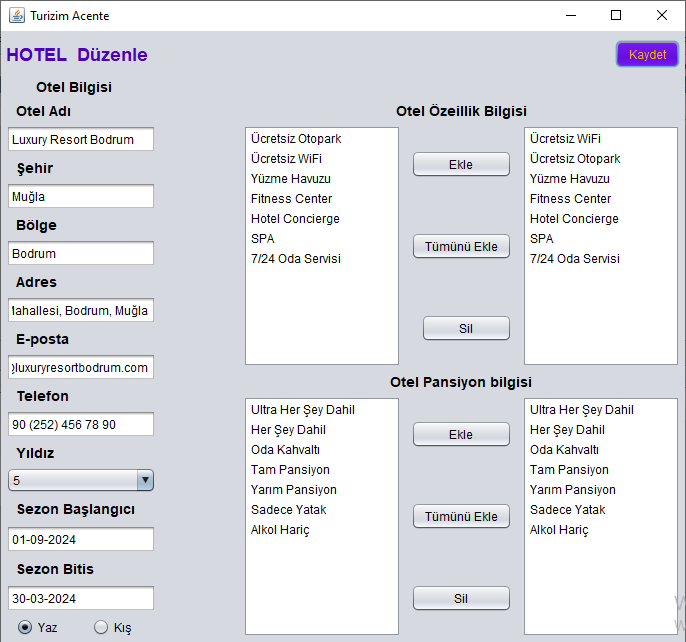 Turizim Acente
HOTEL Düzenle
Kaydet
Otel Bilgisi
Otel Adı
Luxury Resort Bodrum
Şehir
Muğla
Bölge
Bodrum
Adres
Mahallesi, Bodrum, Muğla
E-posta
@luxuryresortbodrum.com
Telefon
90 (252) 456 78 90
Yıldız
5
Sezon Başlangıcı
01-09-2024
Sezon Bitis
30-03-2024
Yaz
Kış
Otel Özeillik Bilgisi
Ücretsiz Otopark
Ücretsiz WiFi
Yüzme Havuzu
Fitness Center
Hotel Concierge
SPA
7/24 Oda Servisi
Ekle
Tümünü Ekle
Sil
Ücretsiz WiFi
Ücretsiz Otopark
Yüzme Havuzu
Fitness Center
Hotel Concierge
SPA
7/24 Oda Servisi
Otel Pansiyon bilgisi
Ultra Her Şey Dahil
Her Şey Dahil
Oda Kahvaltı
Tam Pansiyon
Yarım Pansiyon
Sadece Yatak
Alkol Hariç
Ekle
Tümünü Ekle
Sil
Ultra Her Şey Dahil
Her Şey Dahil
Oda Kahvaltı
Tam Pansiyon
Yarım Pansiyon
Sadece Yatak
Alkol Hariç